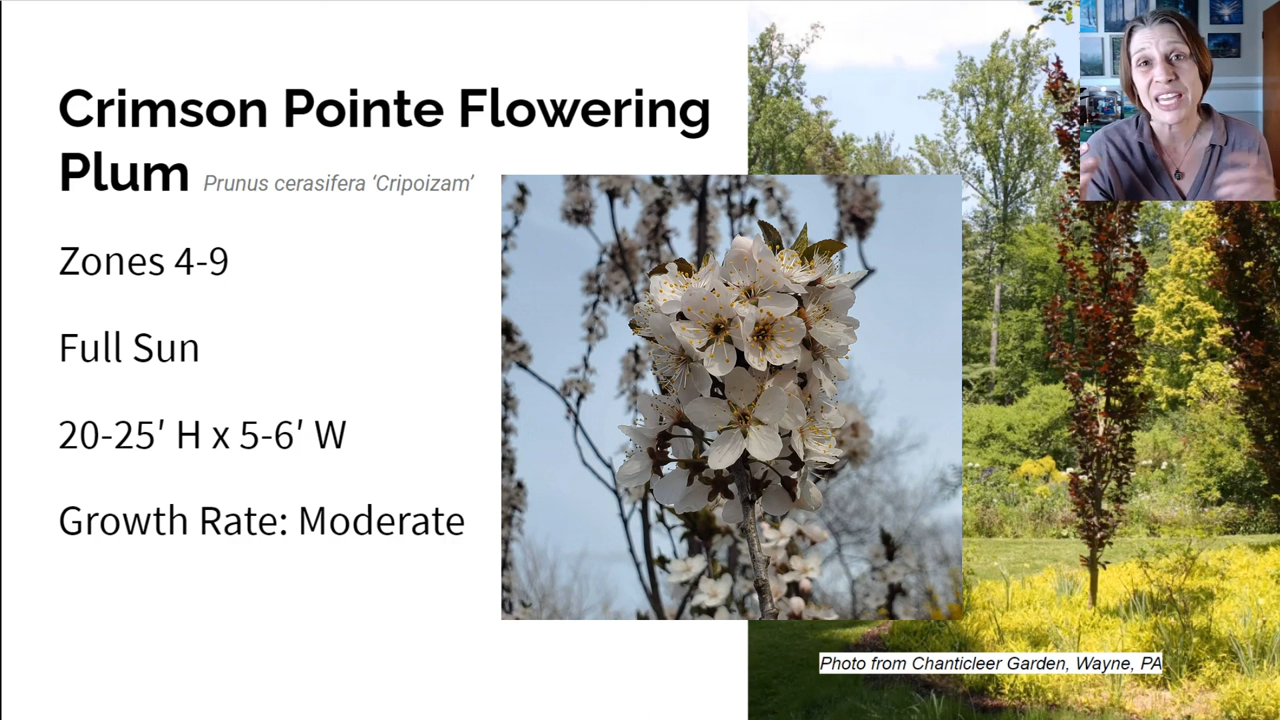 Crimson Pointe Flowering
Plum Prunus cerasifera ‘Cripoizam’
Zones 4-9
Full Sun
20-25′ H x 5-6′ W
Growth Rate: Moderate
Photo from Chanticleer Garden, Wayne, PA